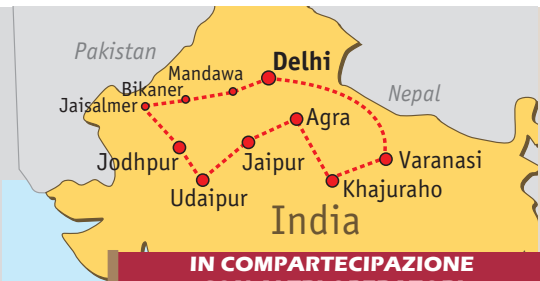 Pakistan
Delhi
Mandawa
Nepal
Bikaner
Jaisalmer
Agra
Jodhpur
Jaipur
Varanasi
Udaipur
Khajuraho
India
IN COMPARTECIPAZIONE